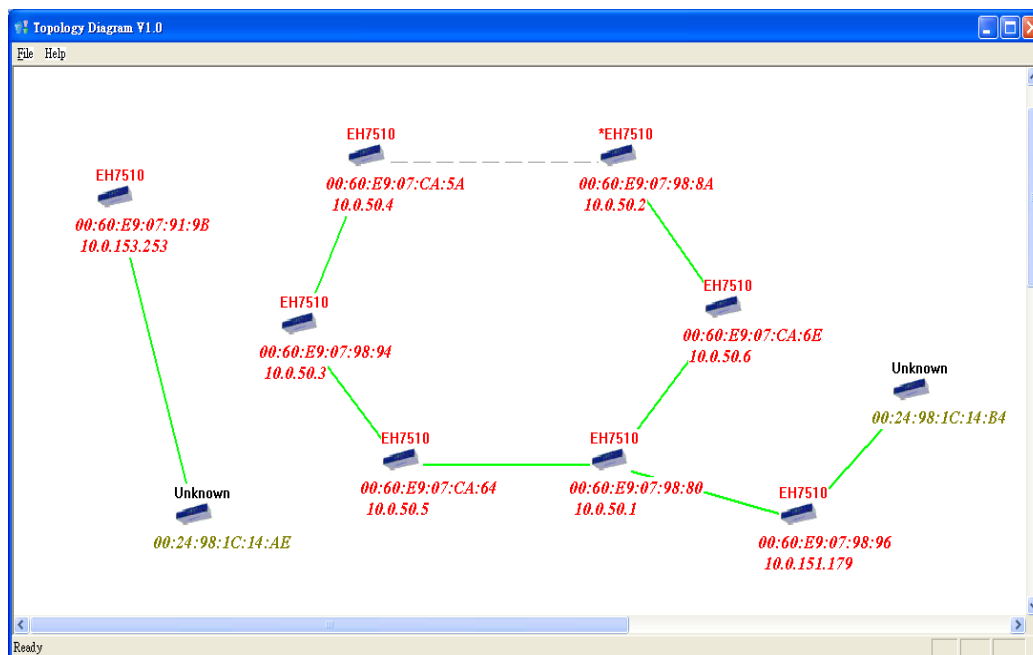 Topology Diagram V1.0
File Help
EH7510
00:60:E9:07:CA:5A
10.0.50.4
*EH7510
00:60:E9:07:98:8A
10.0.50.2
EH7510
00:60:E9:07:91:9B
10.0.153.253
EH7510
00:60:E9:07:98:94
10.0.50.3
EH7510
00:60:E9:07:CA:6E
10.0.50.6
Unknown
00:24:98:1C:14:B4
EH7510
00:60:E9:07:CA:64
10.0.50.5
EH7510
00:60:E9:07:98:80
10.0.50.1
Unknown
00:24:98:1C:14:AE
EH7510
00:60:E9:07:98:96
10.0.151.179
Ready